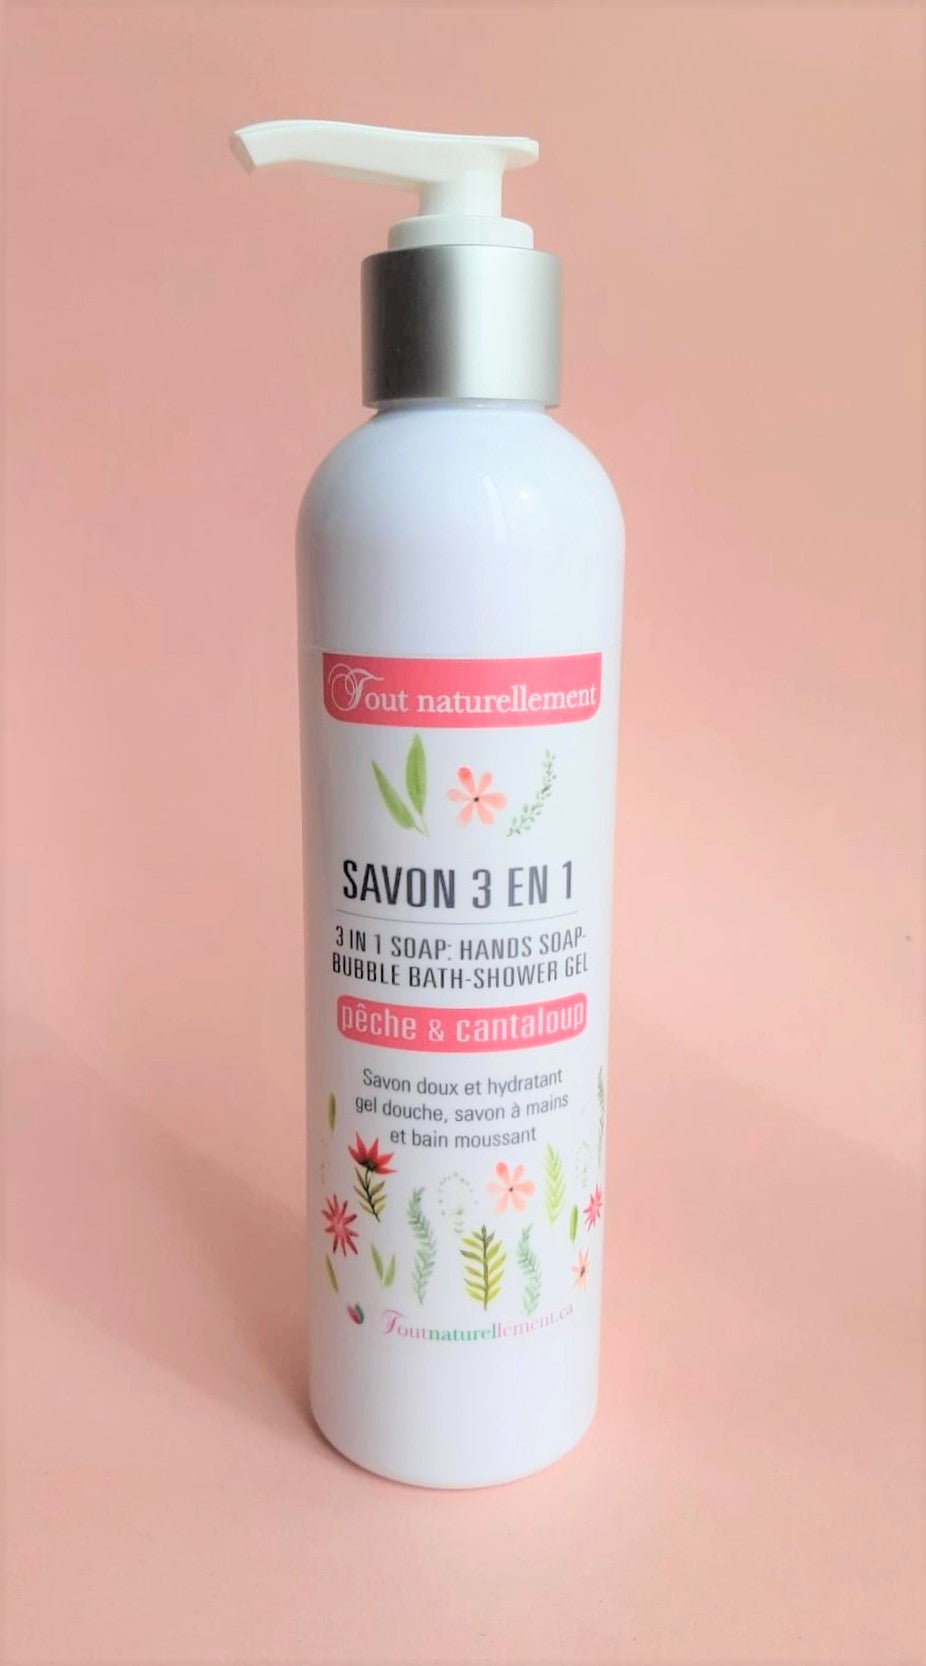 Tout naturellement
SAVON 3 EN 1
3 IN 1 SOAP: HANDS SOAP-
BUBBLE BATH-SHOWER GEL
pêche & cantaloup
Savon doux et hydratant
gel douche, savon à mains
et bain moussant
Toutnaturellement.ca